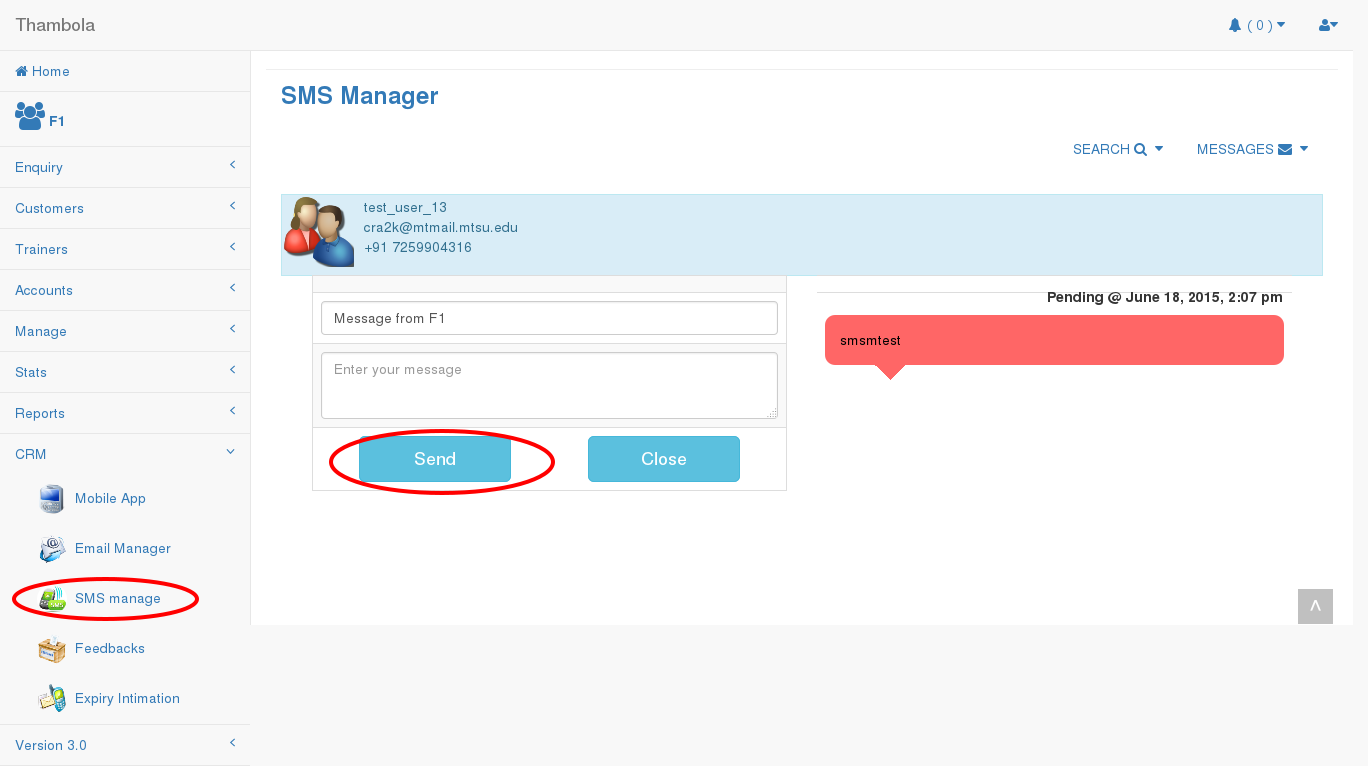 Thambola
( 0 )
Home
F1
Enquiry
Customers
Trainers
Accounts
Manage
Stats
Reports
CRM
Mobile App
Email Manager
SMS manage
Feedbacks
Expiry Intimation
Version 3.0
SMS Manager
SEARCH
MESSAGES
test_user_13
cra2k@mtmail.mtsu.edu
+91 7259904316
Message from F1
Enter your message
Send
Close
Pending @ June 18, 2015, 2:07 pm
smsmtest